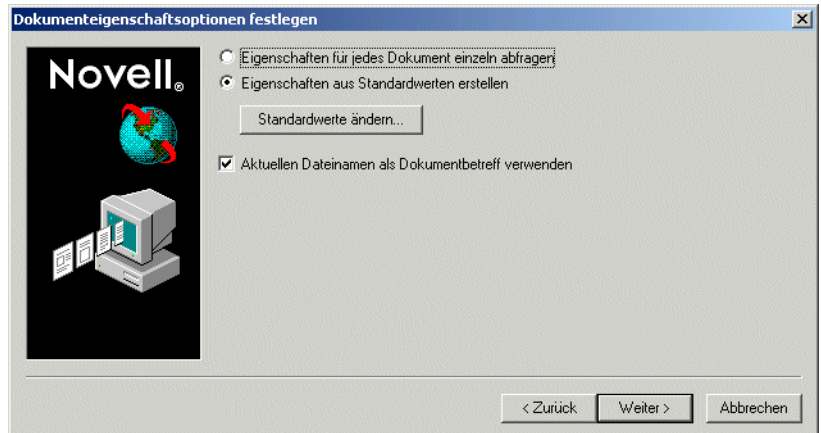 Dokumenteigenschaftsoptionen festlegen
Novell®
Eigenschaften für jedes Dokument einzeln abfragen
Eigenschaften aus Standardwerten erstellen
Standardwerte ändern...
Aktuellen Dateinamen als Dokumentbetreff verwenden
< Zurück Weiter > Abbrechen